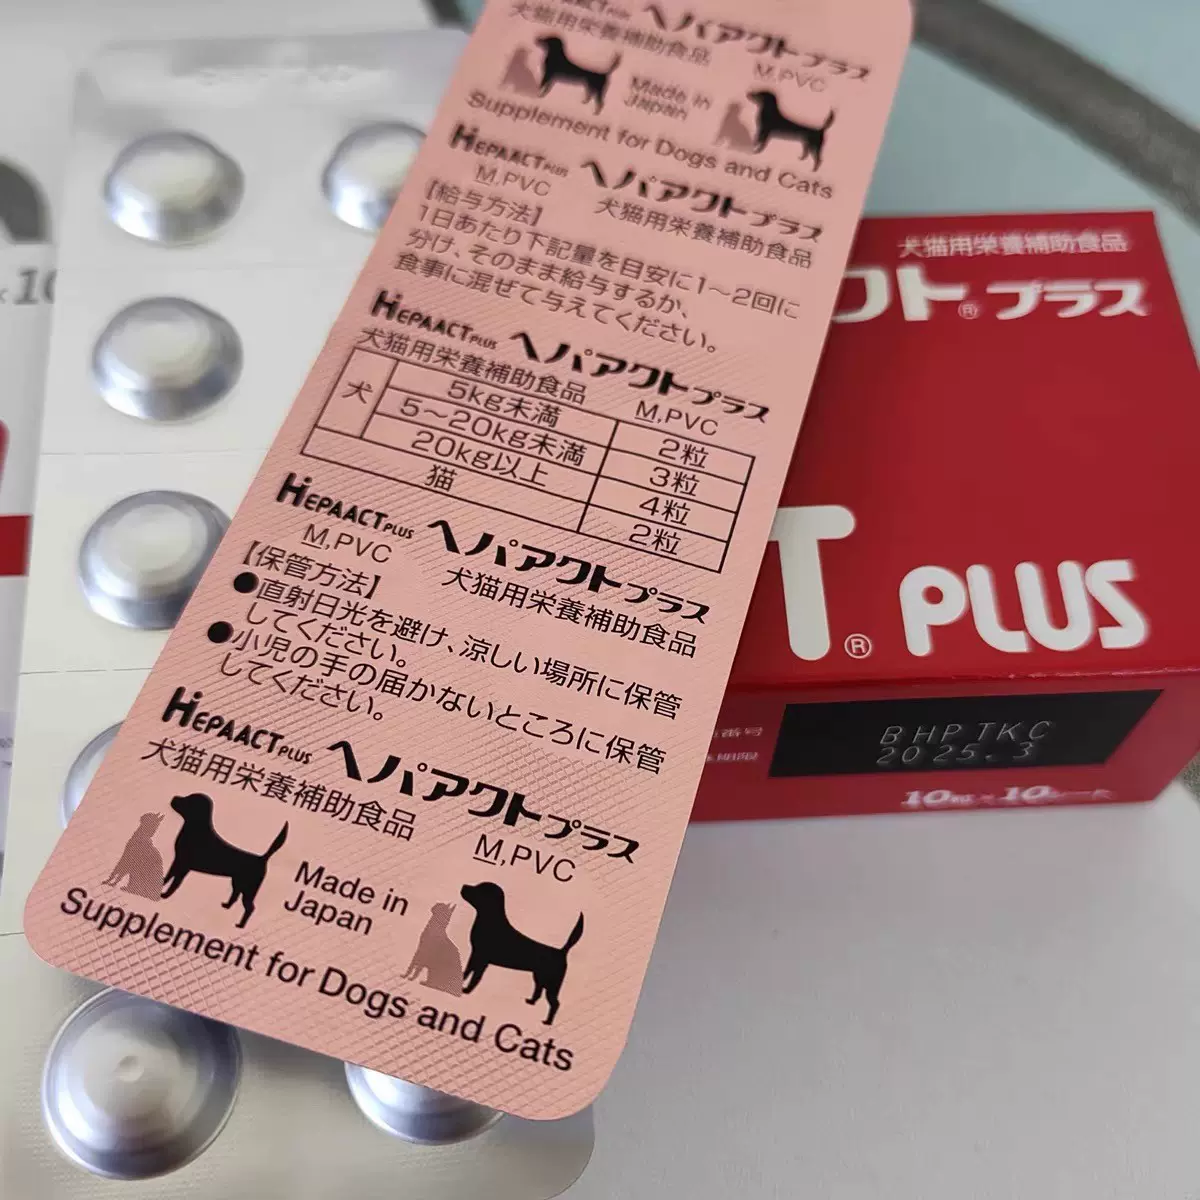 ヘパアクトプラス
犬猫用栄養補助食品
M,PVC
Made in
Japan
Supplement for Dogs and Cats
HEPAACT PLUS ヘパアクトプラス
M,PVC 犬猫用栄養補助食品
【給与方法】
1日あたり下記量を目安に1〜2回に
分け、そのまま給与するか、
食事に混ぜて与えてください。
HEPAACT PLUS ヘパアクトプラス
犬猫用栄養補助食品 M,PVC
犬 5kg未満 2粒
5〜20kg未満 3粒
20kg以上 4粒
猫 2粒
HEPAACT PLUS ヘパアクトプラス
M,PVC 犬猫用栄養補助食品
【保管方法】
●直射日光を避け、涼しい場所に保管
してください。
●小児の手の届かないところに保管
してください。
HEPAACT PLUS ヘパアクトプラス
犬猫用栄養補助食品 M,PVC
Made in
Japan
Supplement for Dogs and Cats
犬猫用栄養補助食品
クト®プラス
T® PLUS
番号
BHPTKC
2025.3